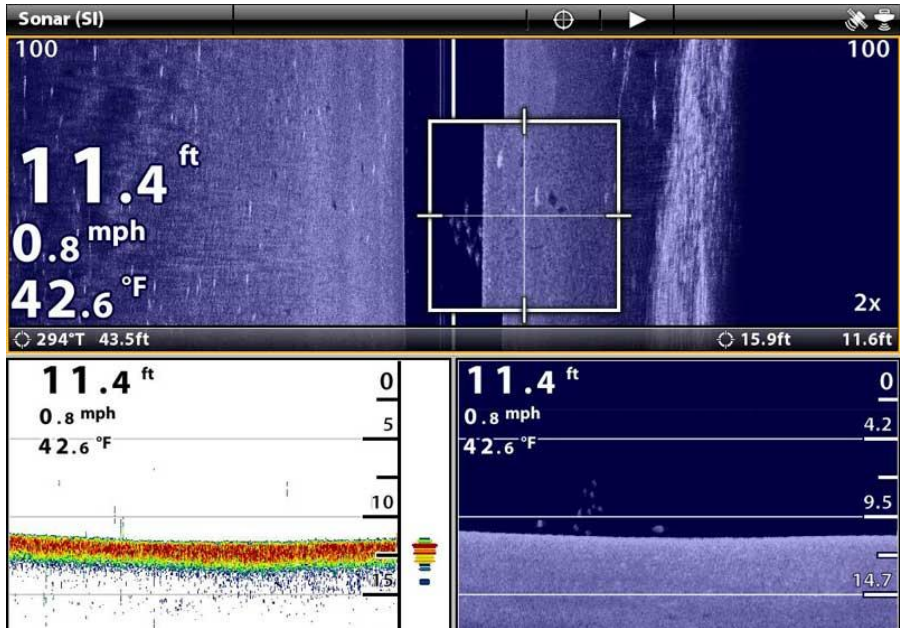 Sonar (SI)
100 100
11.4 ft
0.8 mph
42.6 °F
2x
294°T 43.5ft 15.9ft 11.6ft
11.4 ft
0.8 mph
42.6 °F
0
5
10
15
11.4 ft
0.8 mph
42.6 °F
0
4.2
9.5
14.7